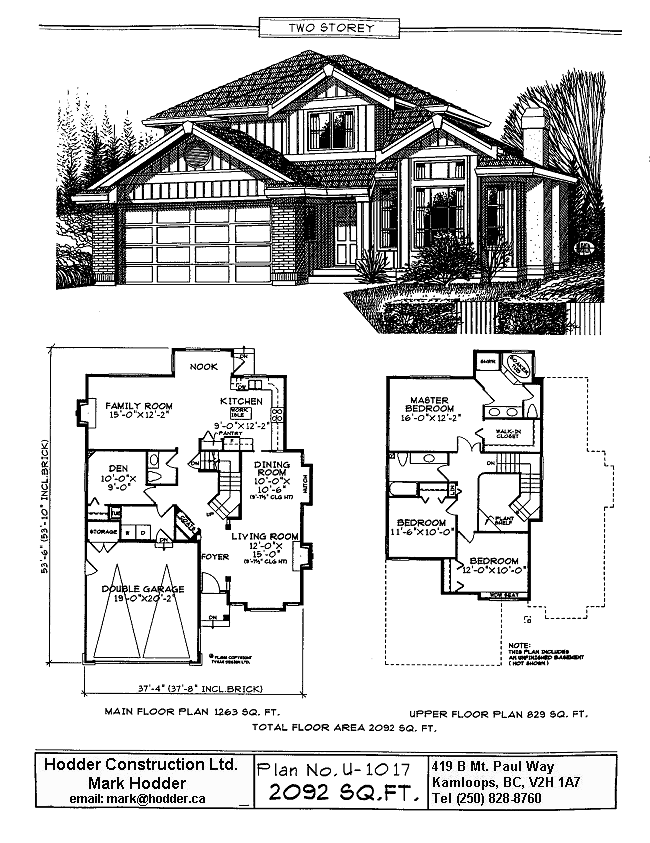 TWO STOREY
NOOK
DN
FAMILY ROOM
15'-0"X12'-2"
KITCHEN
WORK
ISLE
9'-0"X12'-2"
PANTRY
DEN
10'-0"X
9'-0"
DN
DINING
ROOM
10'-0"X
10'-6"
(9'-7½" CLG HT)
HUTCH
STORAGE
LIVING ROOM
12'-0"X
15'-0"
(9'-7½" CLG HT)
FOYER
DN
DOUBLE GARAGE
19'-0"X20'-2"
DN
53'-6" (53'-10" INCL.BRICK)
37'-4" (37'-8" INCL.BRICK)
© PLANS COPYRIGHT
MAIN FLOOR PLAN 1263 SQ. FT.
SHWR
SOAKER
TUB
MASTER
BEDROOM
16'-0"X12'-2"
WALK-IN
CLOSET
DN
LIN
BEDROOM
11'-6"X10'-0"
PLANT
SHELF
BEDROOM
12'-0"X10'-0"
NOTE:
THIS PLAN INCLUDES
AN UNFINISHED BASEMENT
(NOT SHOWN)
UPPER FLOOR PLAN 829 SQ. FT.
TOTAL FLOOR AREA 2092 SQ. FT.
Hodder Construction Ltd.
Mark Hodder
email: mark@hodder.ca
Plan No. U-1017
2092 SQ.FT.
419 B Mt. Paul Way
Kamloops, BC, V2H 1A7
Tel (250) 828-8760